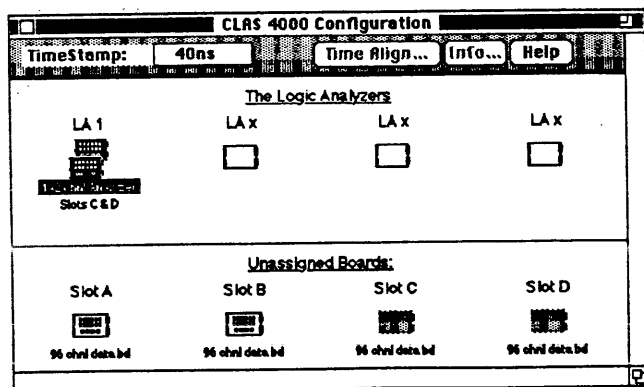 CLAS 4000 Configuration
TimeStamp: 40ns Time Align... Info... Help
The Logic Analyzers
LA 1 LA x LA x LA x
Slots C & D
Unassigned Boards:
Slot A Slot B Slot C Slot D
96 chnl data bd 96 chnl data bd 96 chnl data bd 96 chnl data bd